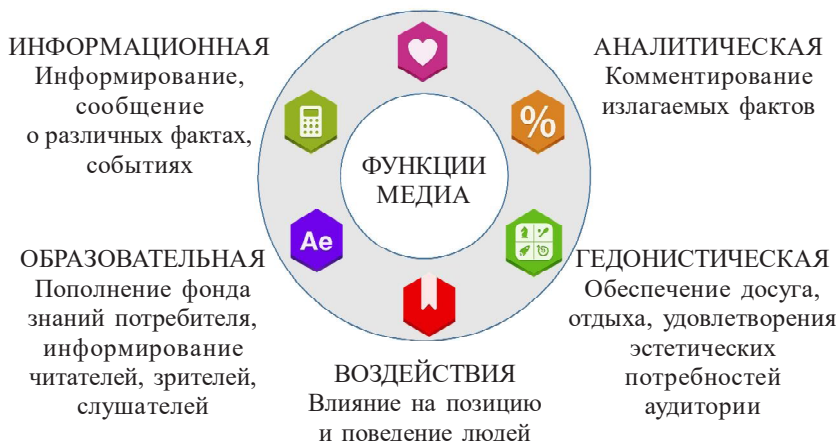 ИНФОРМАЦИОННАЯ
Информирование,
сообщение
о различных фактах,
событиях
АНАЛИТИЧЕСКАЯ
Комментирование
излагаемых фактов
%
ФУНКЦИИ
МЕДИА
Ae
ОБРАЗОВАТЕЛЬНАЯ
Пополнение фонда
знаний потребителя,
информирование
читателей, зрителей,
слушателей
ВОЗДЕЙСТВИЯ
Влияние на позицию
и поведение людей
ГЕДОНИСТИЧЕСКАЯ
Обеспечение досуга,
отдыха, удовлетворения
эстетических
потребностей
аудитории